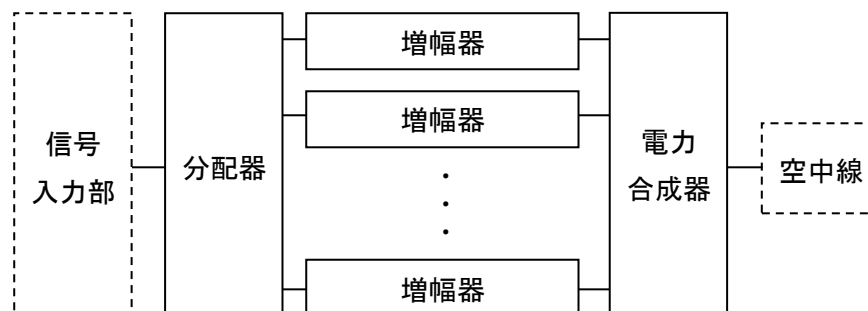 信号
入力部
分配器
増幅器
増幅器
・
・
・
増幅器
電力
合成器
空中線